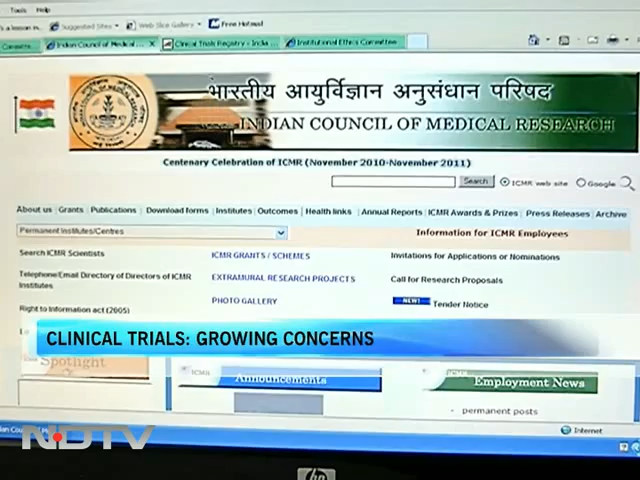 Tools Help
Suggested Sites Web Slice Gallery Free Hotmail
Indian Council of Medical ... Clinical Trials Registry - India ... Institutional Ethics Committee
भारतीय आयुर्विज्ञान अनुसंधान परिषद
INDIAN COUNCIL OF MEDICAL RESEARCH
Centenary Celebration of ICMR (November 2010-November 2011)
Search ICMR web site Google
About us Grants Publications Download forms Institutes Outcomes Health links Annual Reports ICMR Awards & Prizes Press Releases Archive
Permanent Institutes/Centres Information for ICMR Employees
Search ICMR Scientists ICMR GRANTS / SCHEMES Invitations for Applications or Nominations
Telephone/Email Directory of Directors of ICMR Institutes EXTRAMURAL RESEARCH PROJECTS Call for Research Proposals
PHOTO GALLERY NEW! Tender Notice
Right to Information act (2005)
CLINICAL TRIALS: GROWING CONCERNS
Spotlight ICMR Announcements ICMR Employment News
- permanent posts
NDTV
Internet
hp